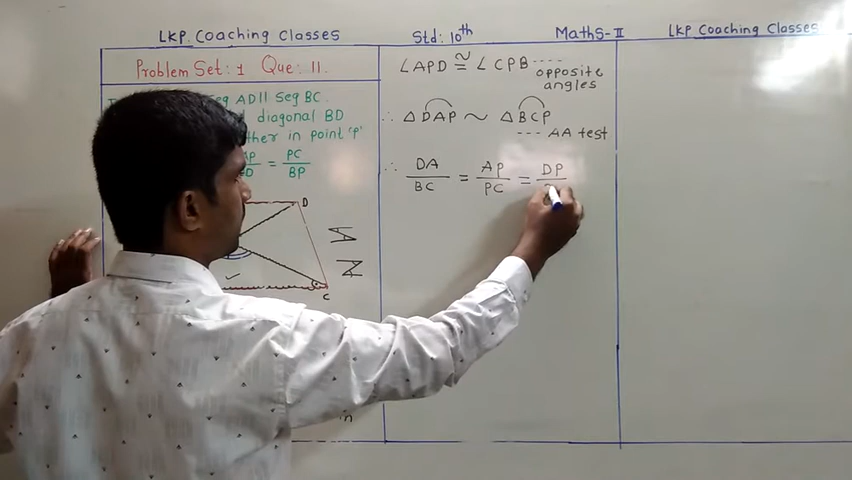 LKP. Coaching Classes
Std: 10th
Maths-II
LKP Coaching Classes
Problem Set: 1 Que: 11.
Seg AD || Seg BC.
diagonal BD
in point 'P'
AP = PC
BP
D
C
∠APD ≅ ∠CPB ----
opposite
angles
∴ △DAP ~ △BCP
--- AA test
∴ DA/BC = AP/PC = DP